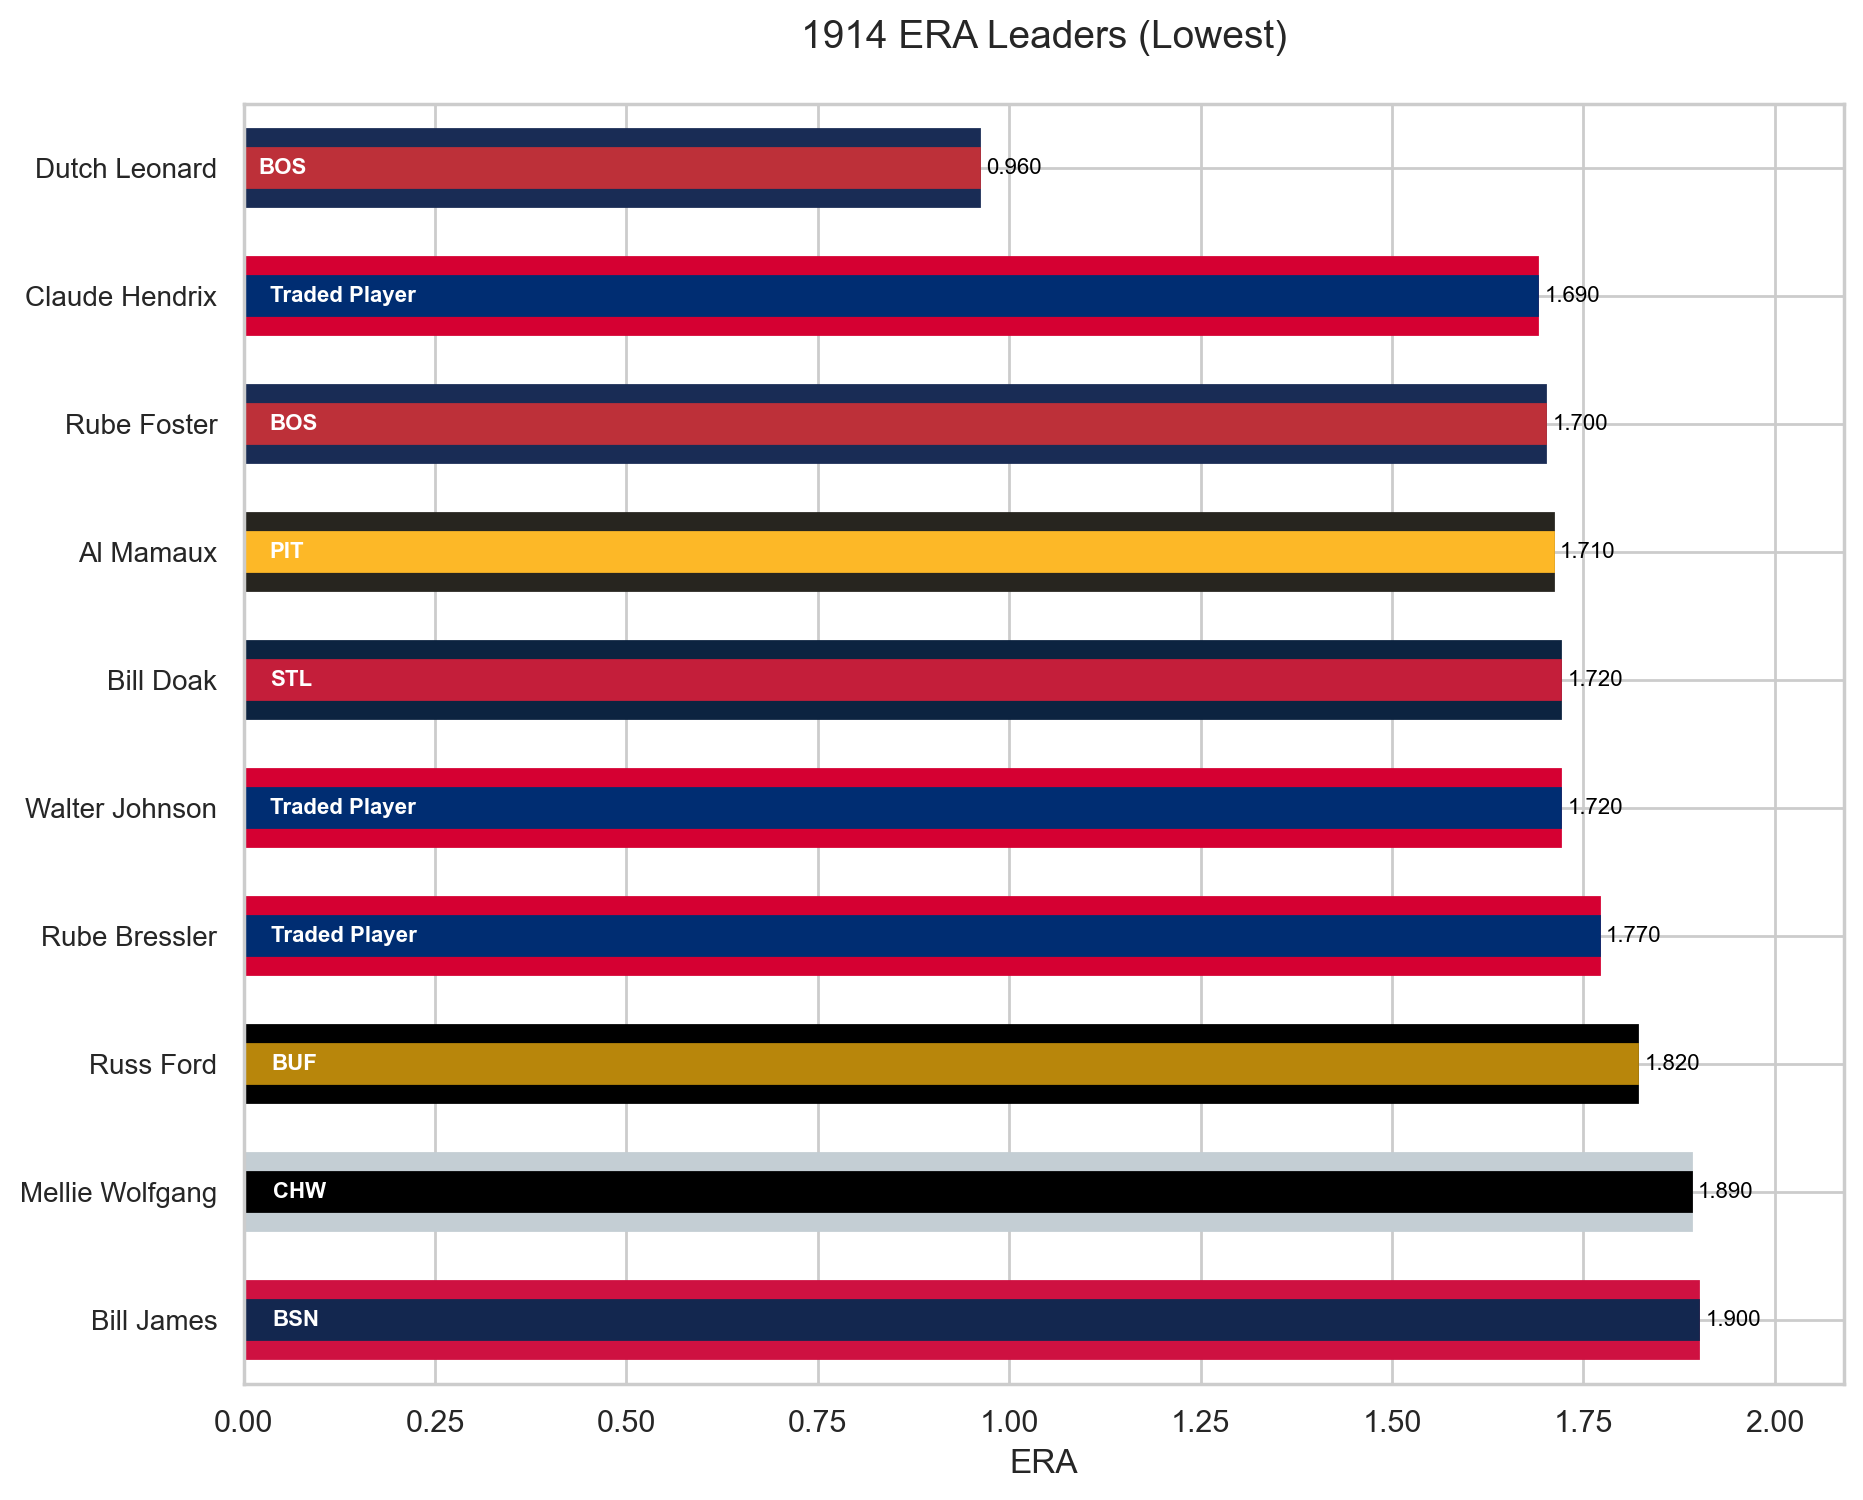 1914 ERA Leaders (Lowest)
Dutch Leonard BOS 0.960
Claude Hendrix Traded Player 1.690
Rube Foster BOS 1.700
Al Mamaux PIT 1.710
Bill Doak STL 1.720
Walter Johnson Traded Player 1.720
Rube Bressler Traded Player 1.770
Russ Ford BUF 1.820
Mellie Wolfgang CHW 1.890
Bill James BSN 1.900
0.00 0.25 0.50 0.75 1.00 1.25 1.50 1.75 2.00
ERA